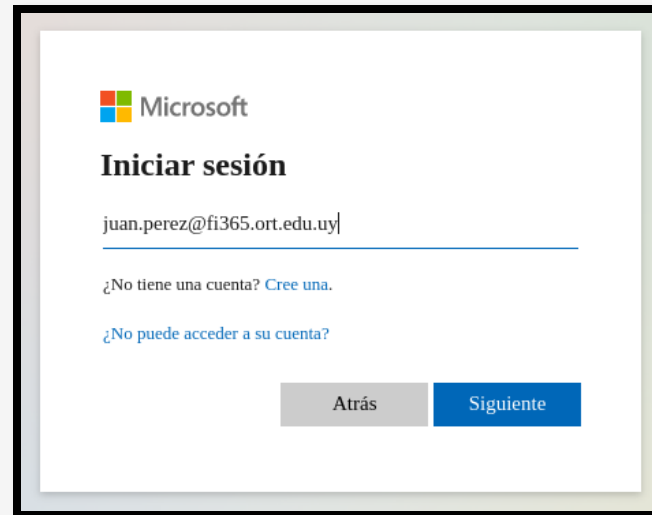 Microsoft
Iniciar sesión
juan.perez@fi365.ort.edu.uy
¿No tiene una cuenta? Cree una.
¿No puede acceder a su cuenta?
Atrás Siguiente